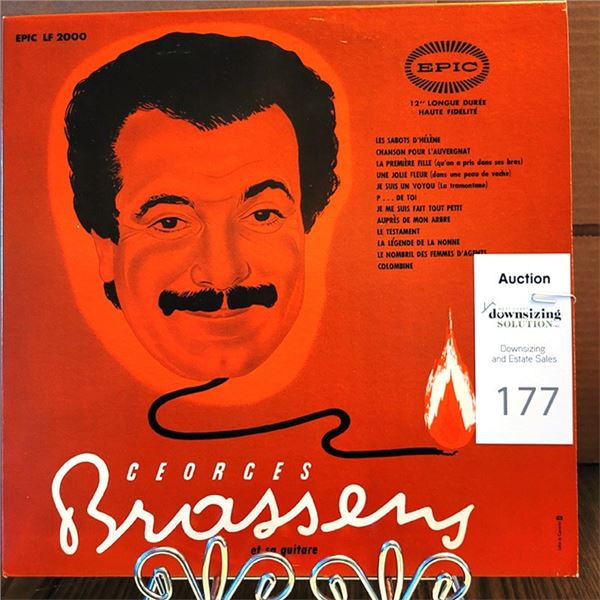 EPIC LF 2000
EPIC
12" LONGUE DURÉE
HAUTE FIDÉLITÉ
LES SABOTS D'HÉLÈNE
CHANSON POUR L'AUVERGNAT
LA PREMIÈRE FILLE (qu'on a pris dans ses bras)
UNE JOLIE FLEUR (dans une peau de vache)
JE SUIS UN VOYOU (La tramontane)
P . . . DE TOI
JE ME SUIS FAIT TOUT PETIT
AUPRÈS DE MON ARBRE
LE TESTAMENT
LA LÉGENDE DE LA NONNE
LE NOMBRIL DES FEMMES D'AGENTS
COLOMBINE
Auction
downsizing
SOLUTION
Downsizing
and Estate Sales
177
GEORGES
Brassens
et sa guitare